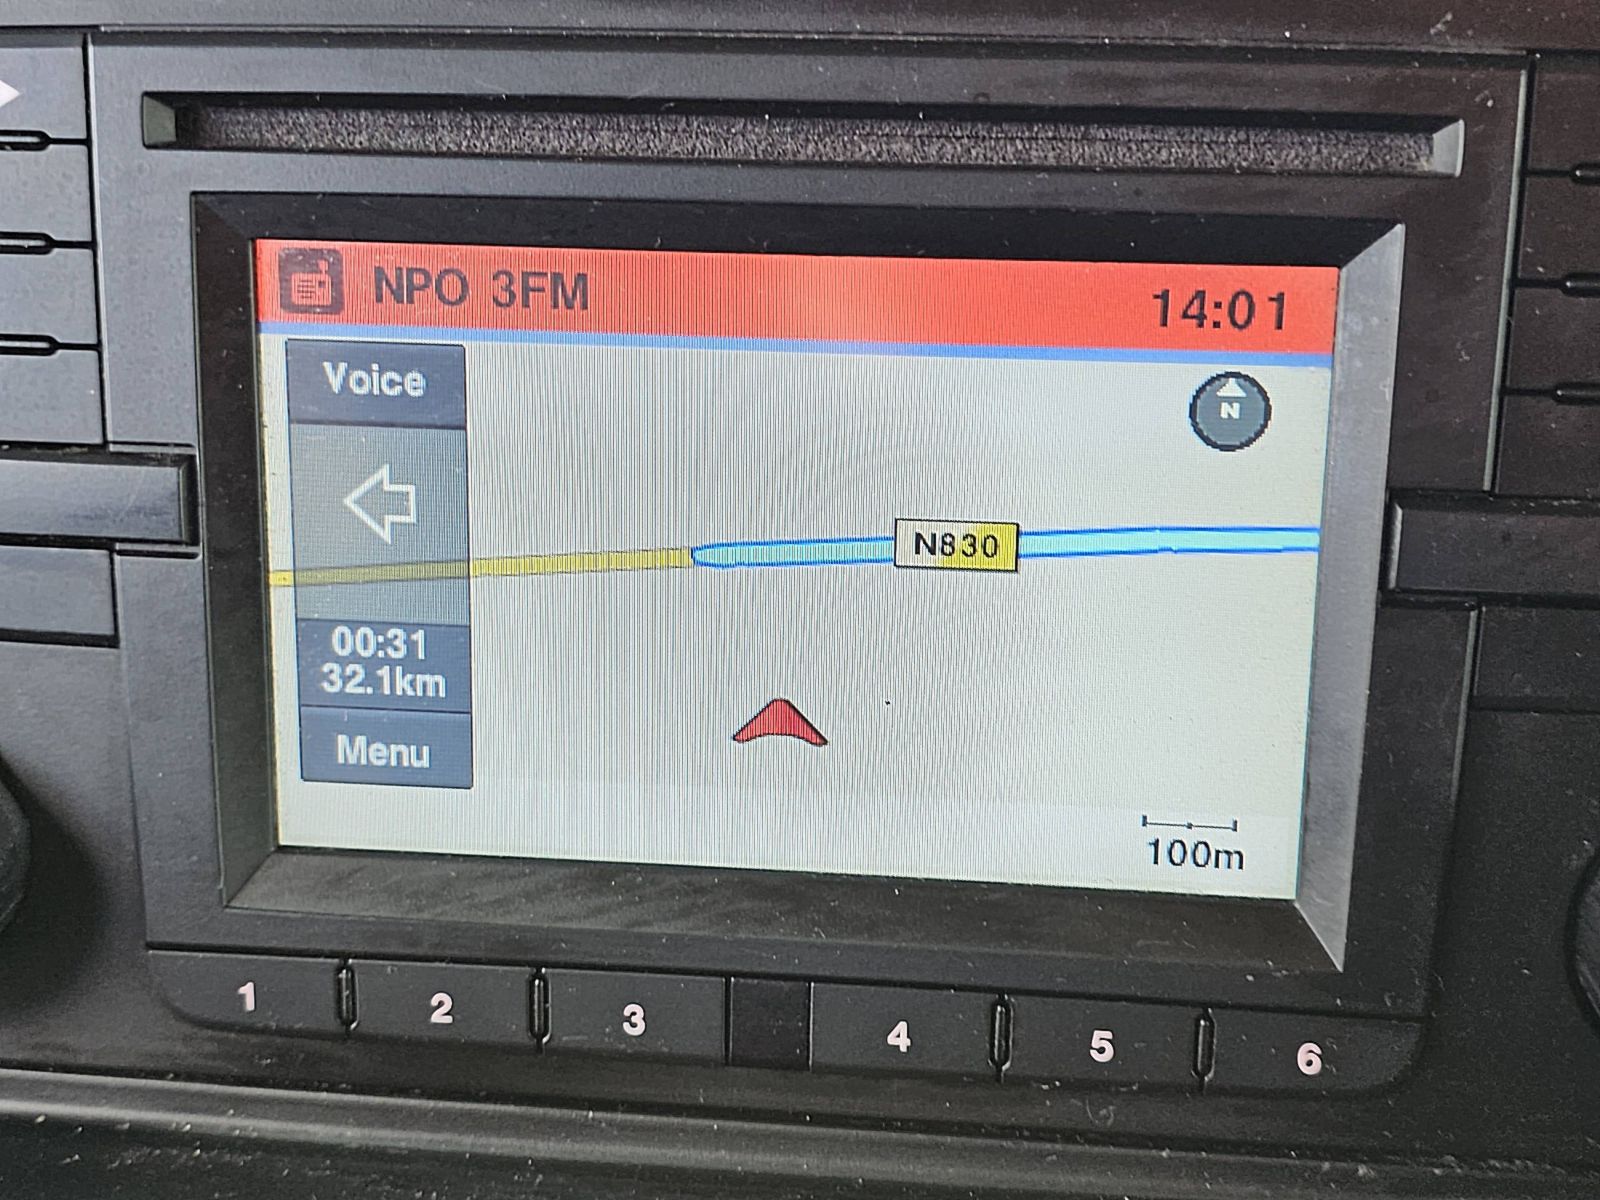 NPO 3FM
14:01
Voice
N
N830
00:31
32.1km
Menu
100m
1 2 3 4 5 6